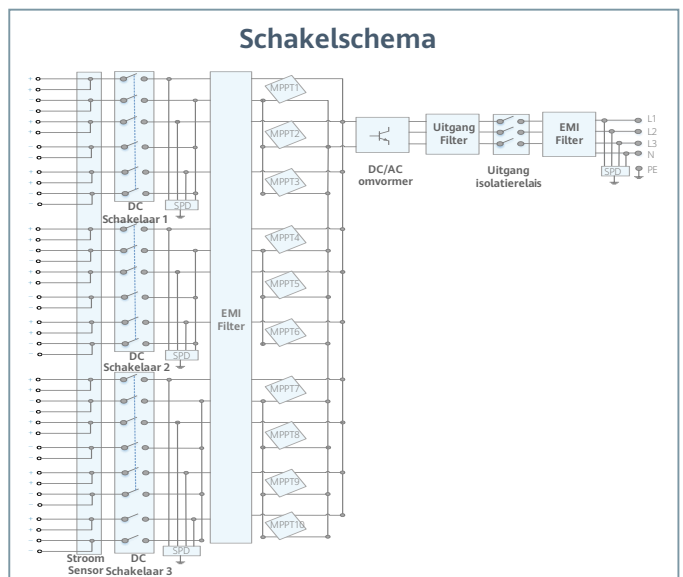 Schakelschema
MPPT1
MPPT2
MPPT3
DC
Schakelaar 1
SPD
MPPT4
MPPT5
MPPT6
DC
Schakelaar 2
SPD
MPPT7
MPPT8
MPPT9
MPPT10
Stroom
Sensor
DC
Schakelaar 3
SPD
EMI
Filter
DC/AC
omvormer
Uitgang
Filter
Uitgang
isolatierelais
EMI
Filter
SPD
L1
L2
L3
N
PE